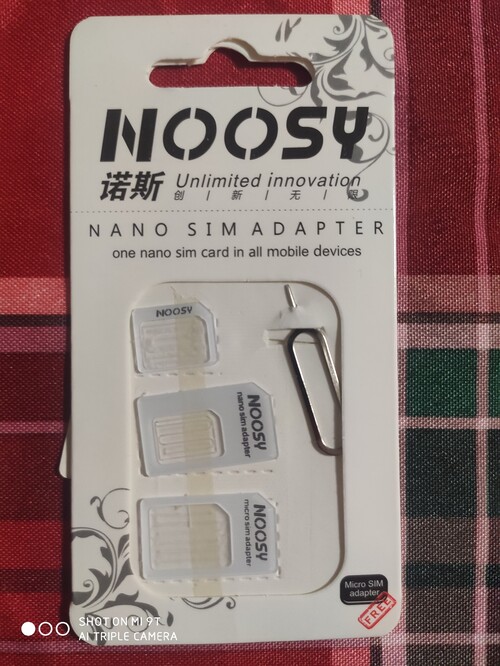 NOOSY
诺斯 Unlimited innovation
创 / 新 / 无 / 限
NANO SIM ADAPTER
one nano sim card in all mobile devices
NOOSY
NOOSY
nano sim adapter
NOOSY
micro sim adapter
Micro SIM
adapter
FREE
SHOT ON MI 9T
AI TRIPLE CAMERA